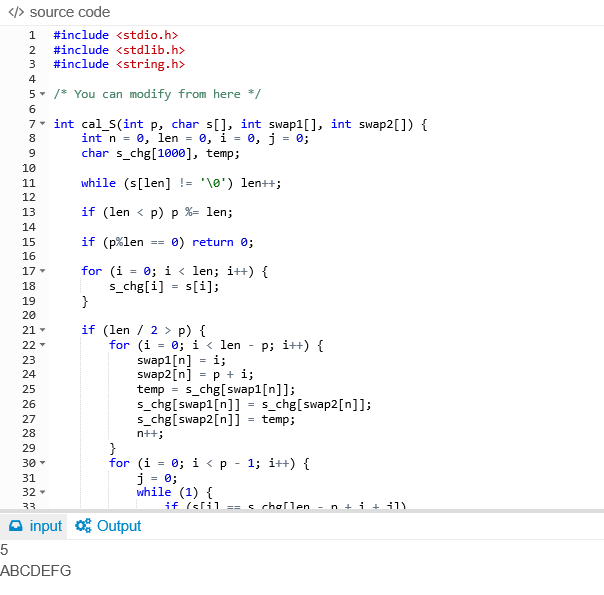 </> source code
1 #include <stdio.h>
2 #include <stdlib.h>
3 #include <string.h>
4
5 /* You can modify from here */
6
7 int cal_S(int p, char s[], int swap1[], int swap2[]) {
8 int n = 0, len = 0, i = 0, j = 0;
9 char s_chg[1000], temp;
10
11 while (s[len] != '\0') len++;
12
13 if (len < p) p %= len;
14
15 if (p%len == 0) return 0;
16
17 for (i = 0; i < len; i++) {
18 s_chg[i] = s[i];
19 }
20
21 if (len / 2 > p) {
22 for (i = 0; i < len - p; i++) {
23 swap1[n] = i;
24 swap2[n] = p + i;
25 temp = s_chg[swap1[n]];
26 s_chg[swap1[n]] = s_chg[swap2[n]];
27 s_chg[swap2[n]] = temp;
28 n++;
29 }
30 for (i = 0; i < p - 1; i++) {
31 j = 0;
32 while (1) {
33 if (s[i] == s_chg[len - p + i + j])
input Output
5
ABCDEFG